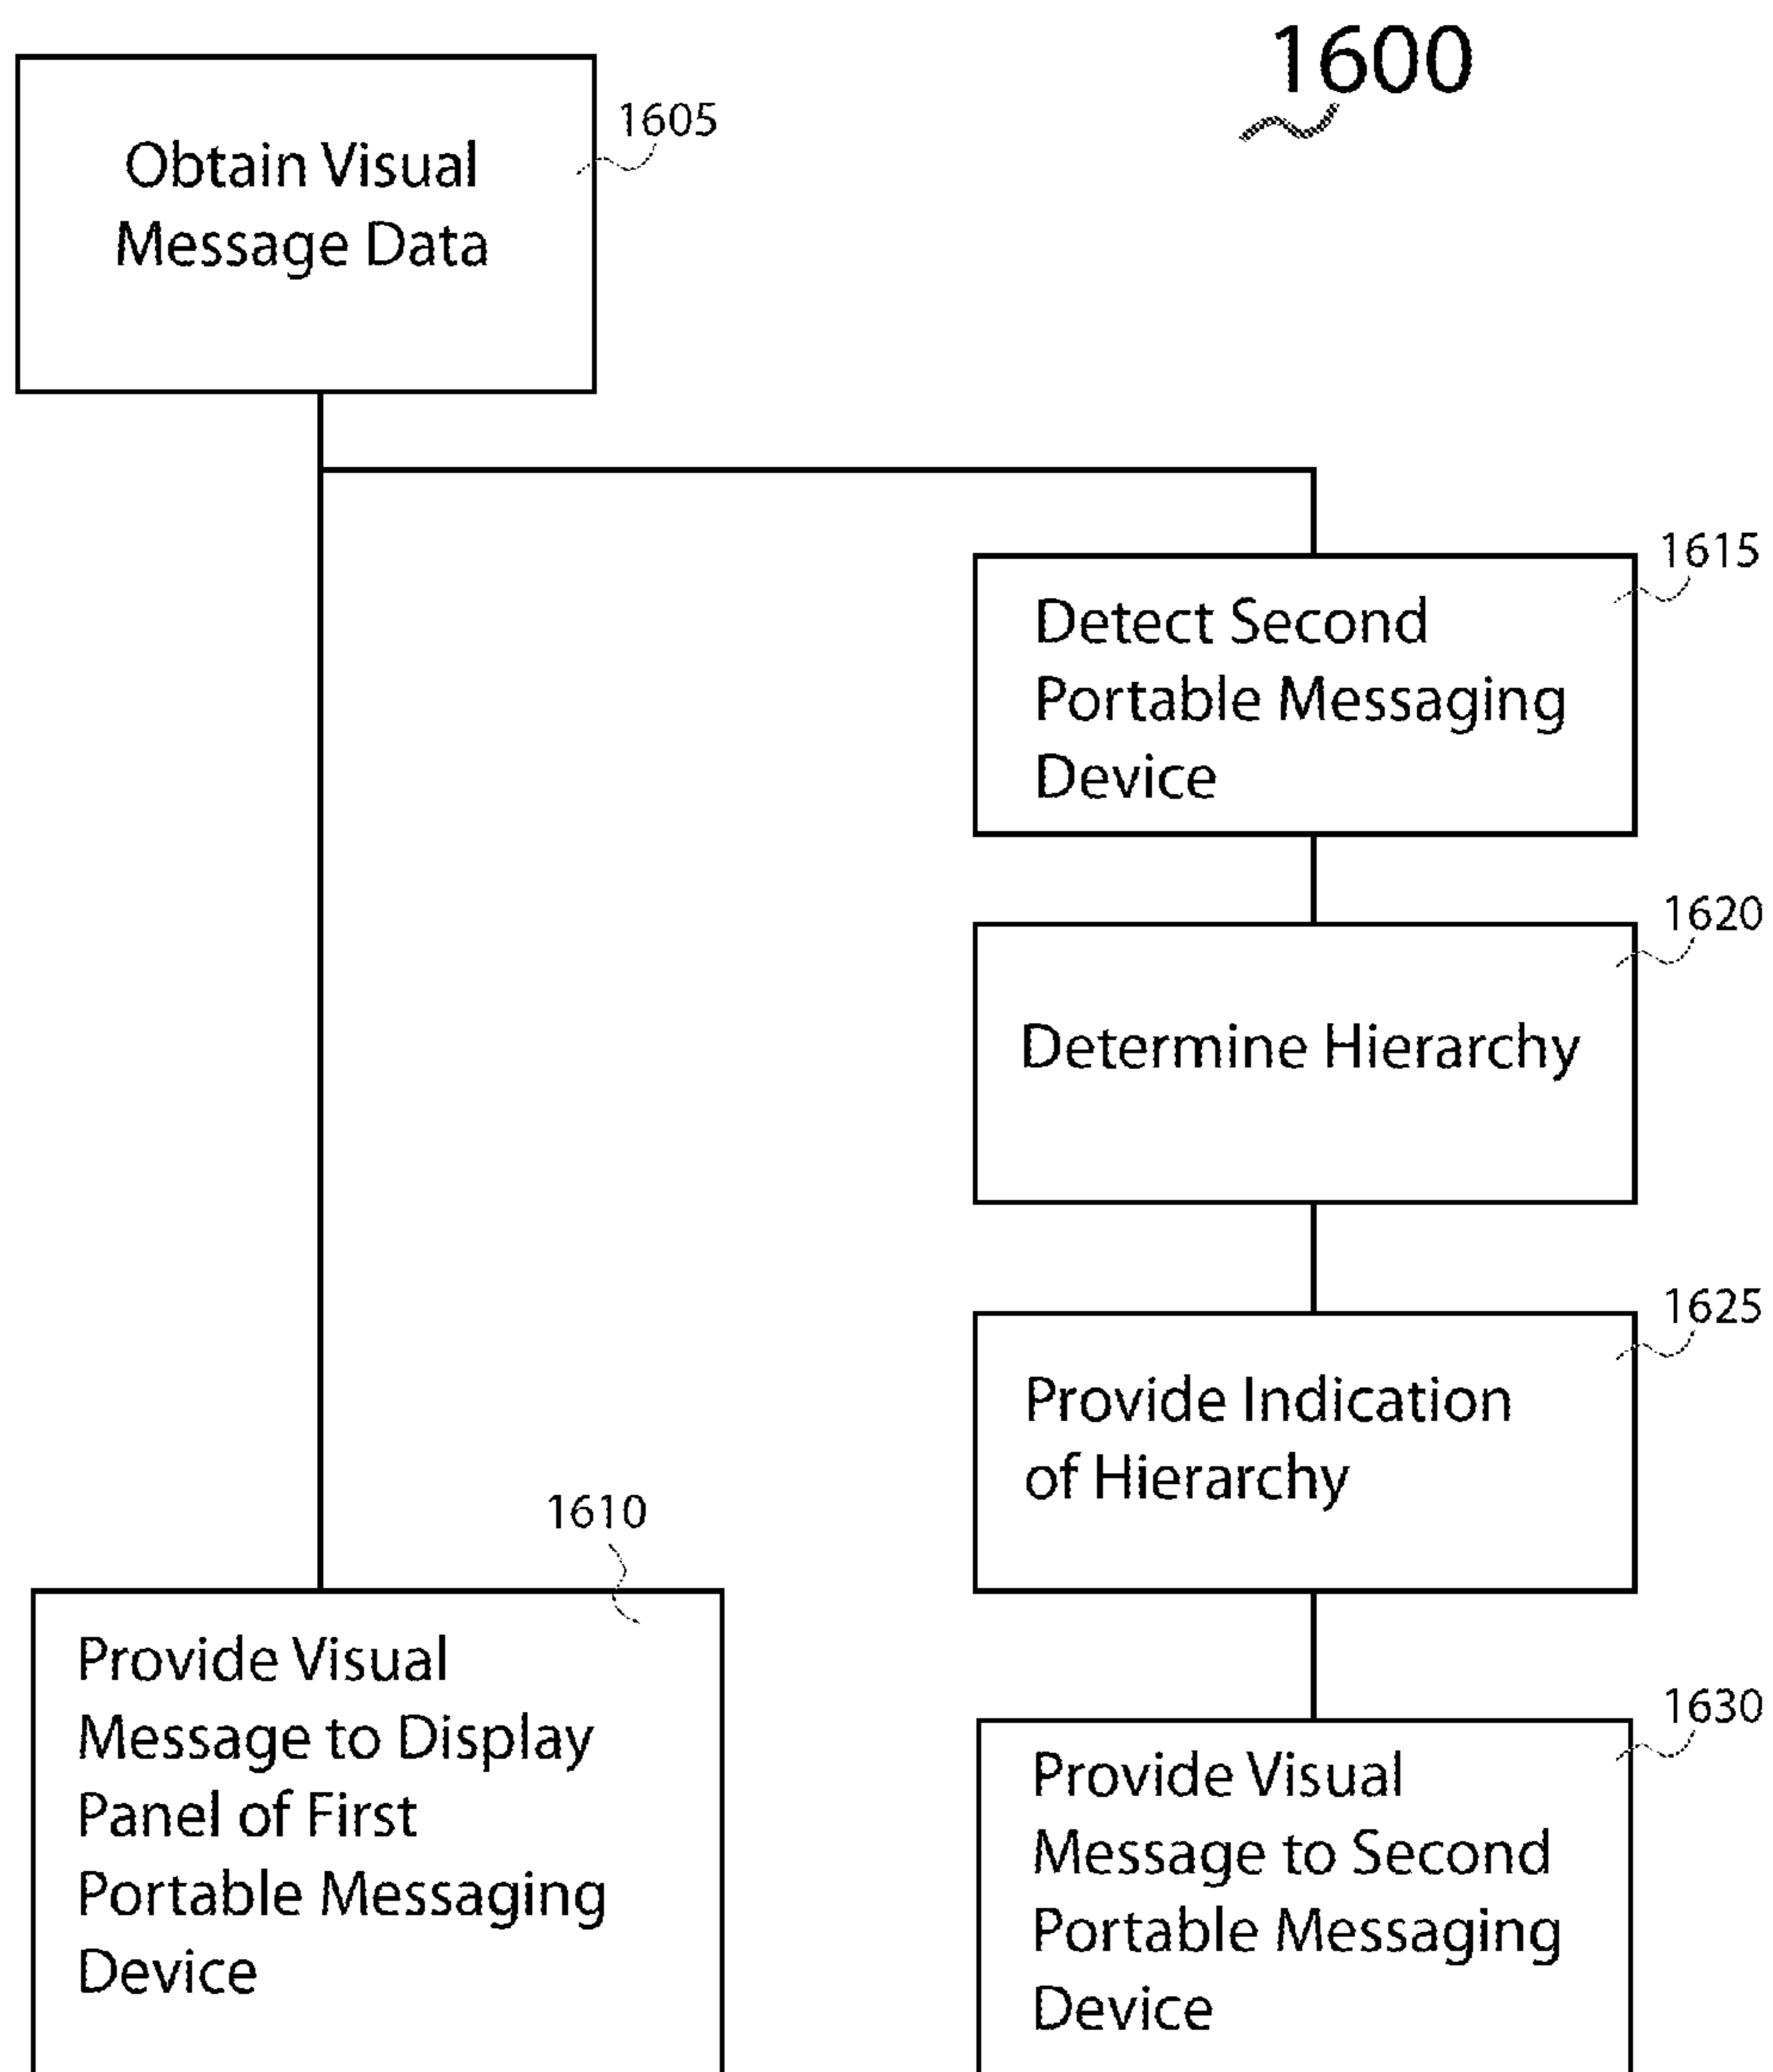 1600
1605
Obtain Visual
Message Data
1615
Detect Second
Portable Messaging
Device
1620
Determine Hierarchy
1625
Provide Indication
of Hierarchy
1610
Provide Visual
Message to Display
Panel of First
Portable Messaging
Device
1630
Provide Visual
Message to Second
Portable Messaging
Device